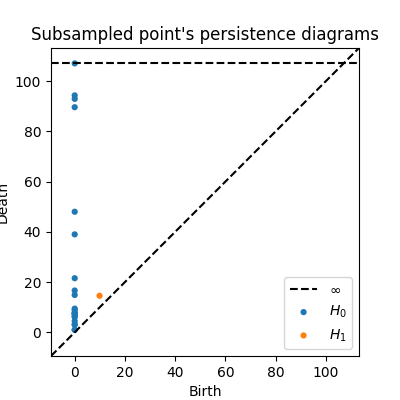 Subsampled point's persistence diagrams
100
80
60
40
20
0
Death
0 20 40 60 80 100
Birth
∞
H₀
H₁